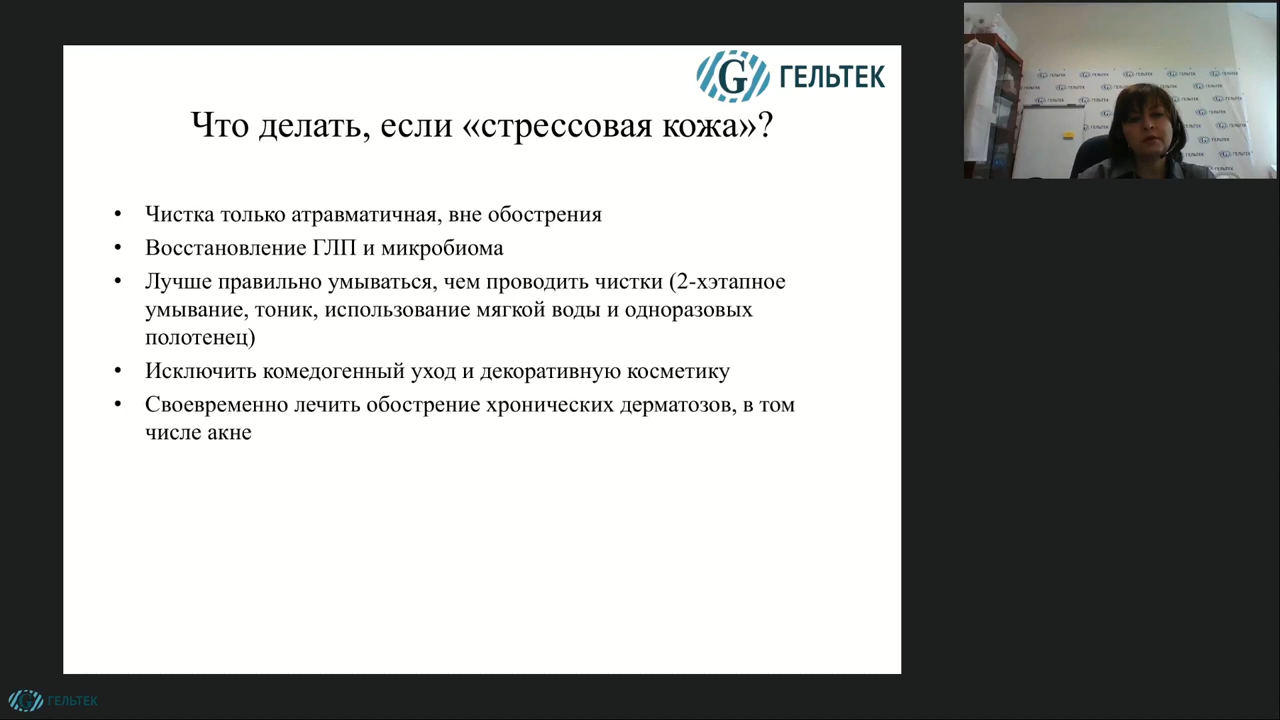 ГЕЛЬТЕК
Что делать, если «стрессовая кожа»?
• Чистка только атравматичная, вне обострения
• Восстановление ГЛП и микробиома
• Лучше правильно умываться, чем проводить чистки (2-хэтапное
умывание, тоник, использование мягкой воды и одноразовых
полотенец)
• Исключить комедогенный уход и декоративную косметику
• Своевременно лечить обострение хронических дерматозов, в том
числе акне
ГЕЛЬТЕК